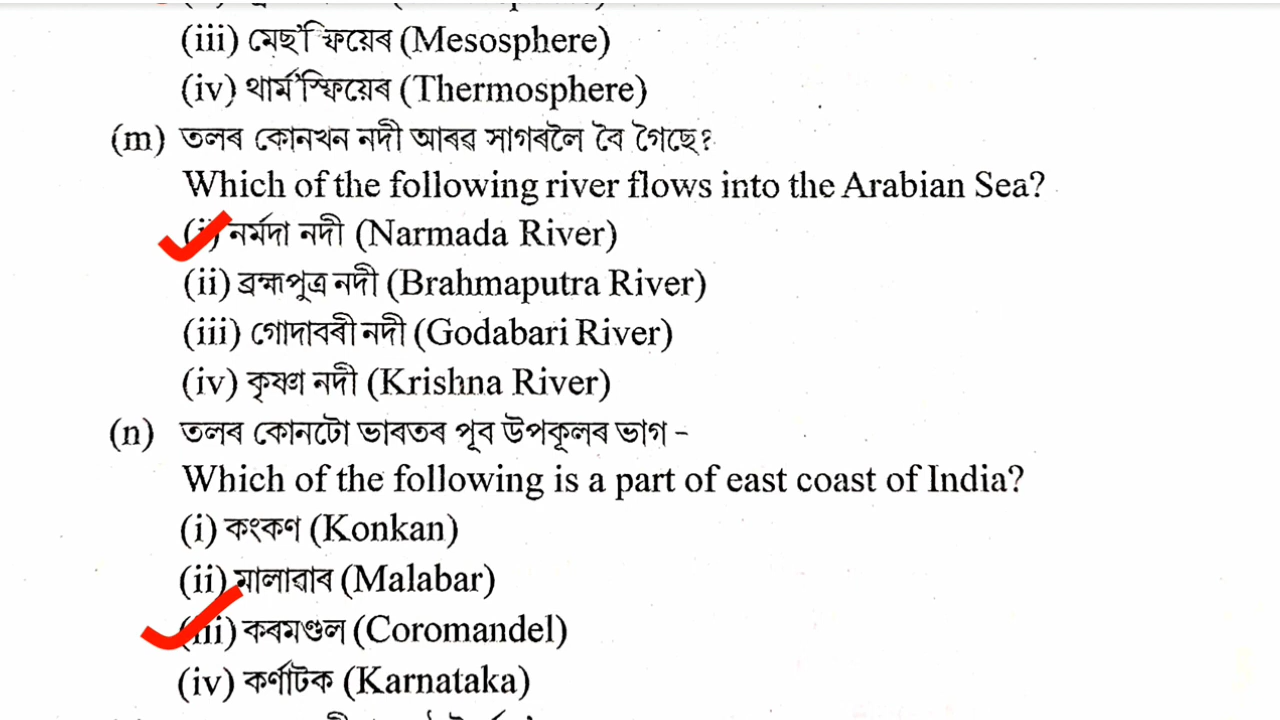 (iii) মেছ' স্ফিয়েৰ (Mesosphere)
(iv) থাৰ্ম'স্ফিয়েৰ (Thermosphere)
(m) তলৰ কোনখন নদী আৰৱ সাগৰলৈ বৈ গৈছে?
Which of the following river flows into the Arabian Sea?
(i) নৰ্মদা নদী (Narmada River)
(ii) ব্ৰহ্মপুত্ৰ নদী (Brahmaputra River)
(iii) গোদাবৰী নদী (Godabari River)
(iv) কৃষ্ণা নদী (Krishna River)
(n) তলৰ কোনটো ভাৰতৰ পূব উপকূলৰ ভাগ -
Which of the following is a part of east coast of India?
(i) কংকণ (Konkan)
(ii) মালাৱাৰ (Malabar)
(iii) কৰমণ্ডল (Coromandel)
(iv) কৰ্ণাটক (Karnataka)